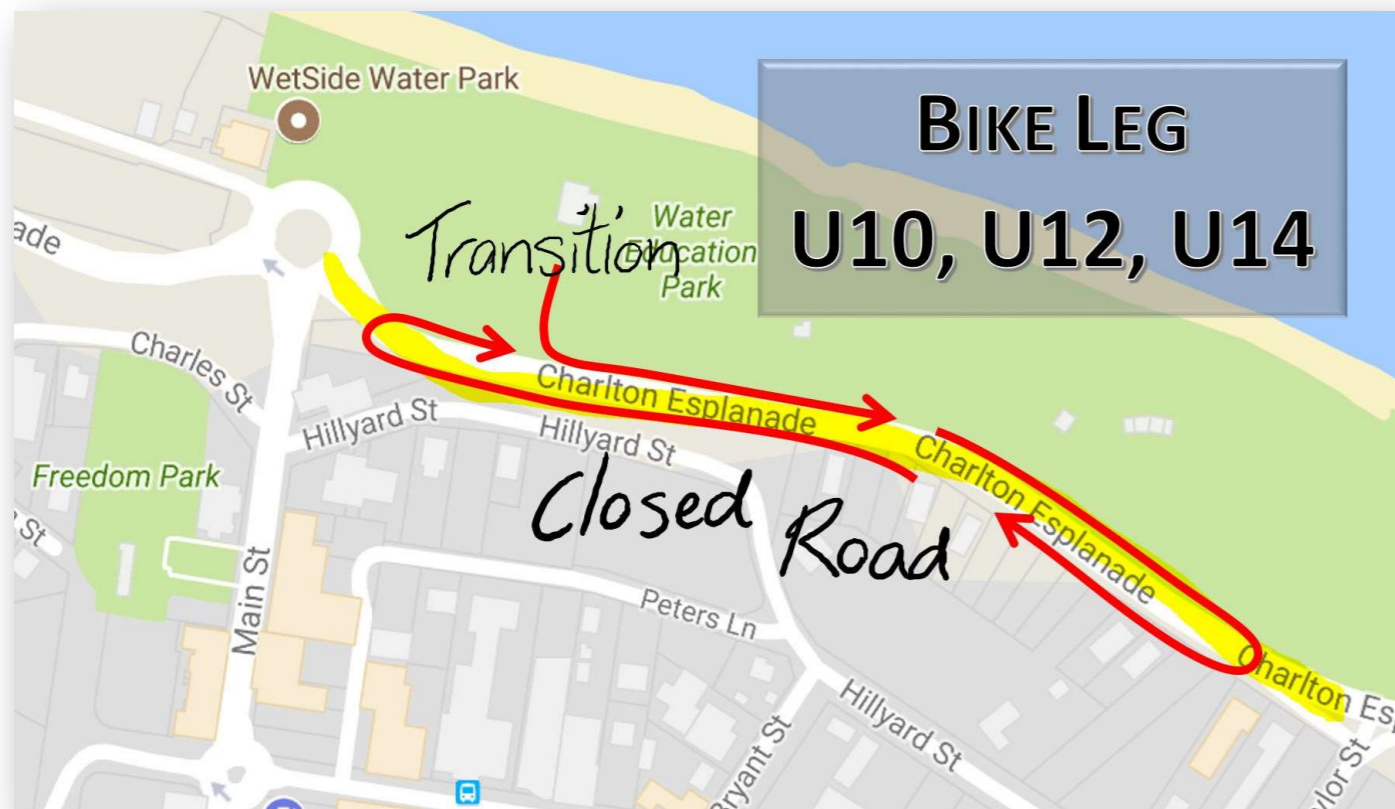 WetSide Water Park
BIKE LEG
U10, U12, U14
Transition
Water
Education
Park
ade
Charles St
Charlton Esplanade
Hillyard St
Hillyard St
Charlton Esplanade
Freedom Park
Closed Road
St
Main St
Peters Ln
Charlton Es
Hillyard St
Bryant St
lor St